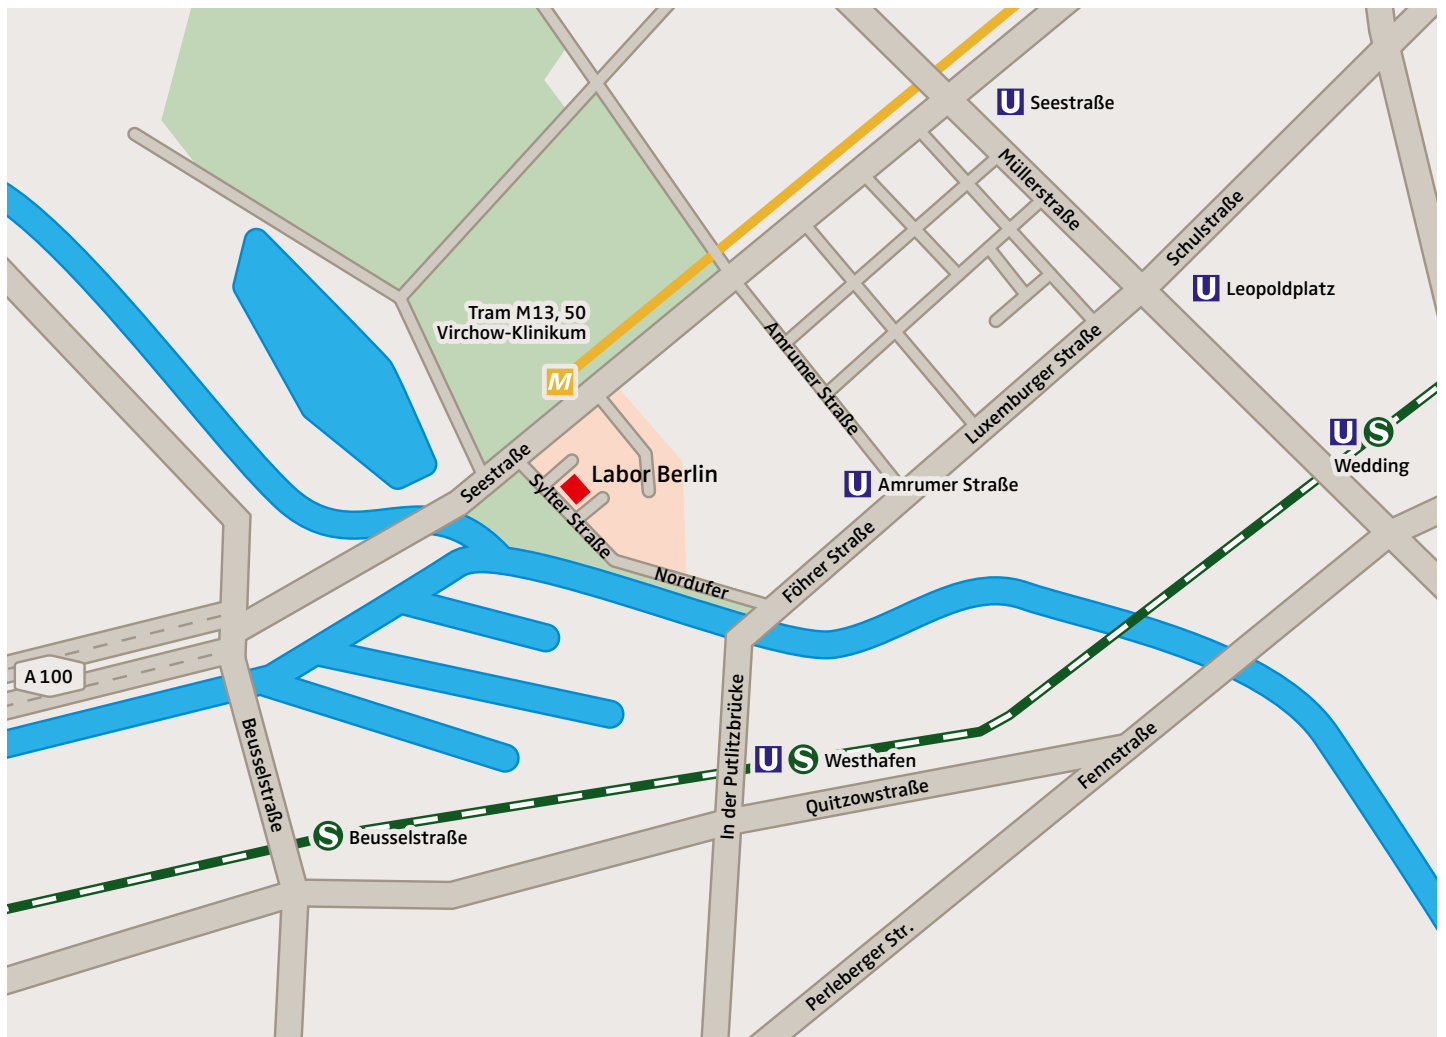 U Seestraße
Müllerstraße
Schulstraße
U Leopoldplatz
Tram M13, 50
Virchow-Klinikum
M
Amrumer Straße
Luxemburger Straße
U S
Wedding
Seestraße
Labor Berlin
Sylter Straße
U Amrumer Straße
Nordufer
Föhrer Straße
A 100
Beusselstraße
In der Putlitzbrücke
U S Westhafen
Fennstraße
Quitzowstraße
S Beusselstraße
Perleberger Str.